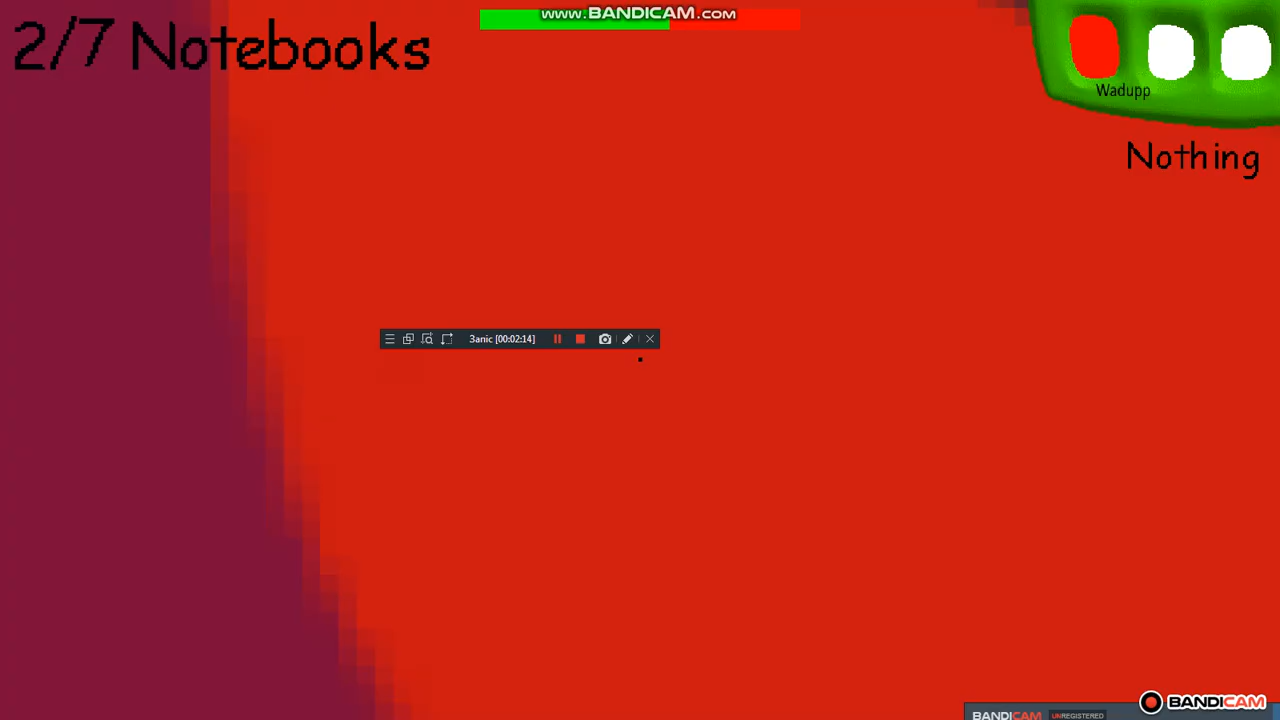 www.BANDICAM.com
2/7 Notebooks
Wadupp
Nothing
Запис [00:02:14]
BANDICAM UNREGISTERED
BANDICAM